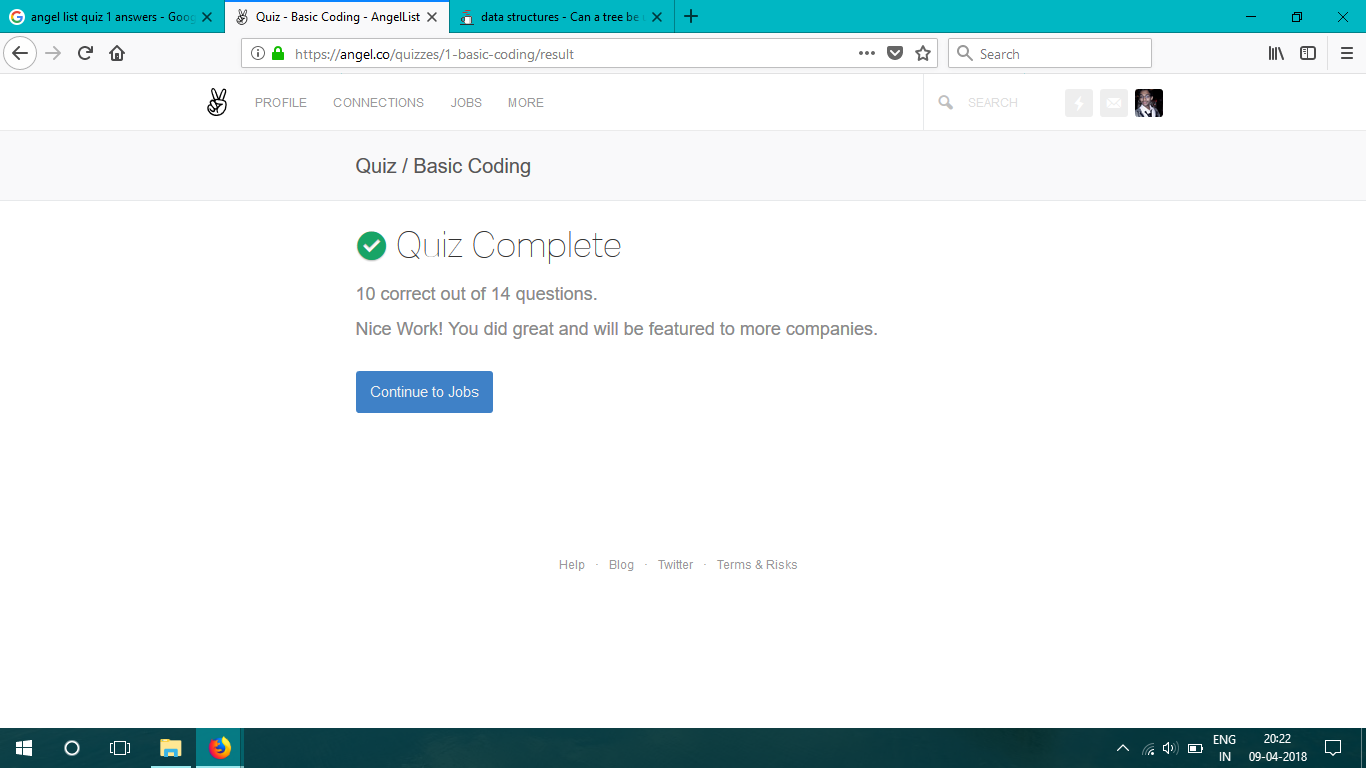 angel list quiz 1 answers - Goog
Quiz - Basic Coding - AngelList
data structures - Can a tree be
https://angel.co/quizzes/1-basic-coding/result
Search
PROFILE CONNECTIONS JOBS MORE
SEARCH
Quiz / Basic Coding
Quiz Complete
10 correct out of 14 questions.
Nice Work! You did great and will be featured to more companies.
Continue to Jobs
Help · Blog · Twitter · Terms & Risks
ENG
IN
20:22
09-04-2018